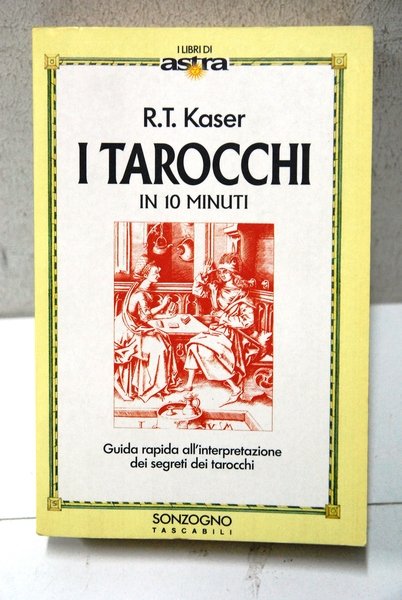 I LIBRI DI
astra
R.T. Kaser
I TAROCCHI
IN 10 MINUTI
Guida rapida all'interpretazione
dei segreti dei tarocchi
SONZOGNO
TASCABILI